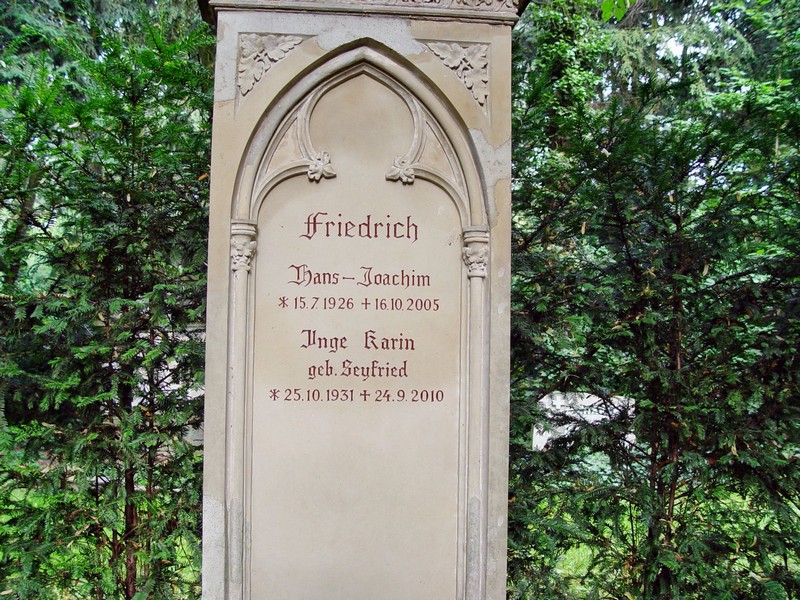 Friedrich
Hans-Joachim
* 15.7.1926 + 16.10.2005
Inge Karin
geb. Seyfried
* 25.10.1931 + 24.9.2010